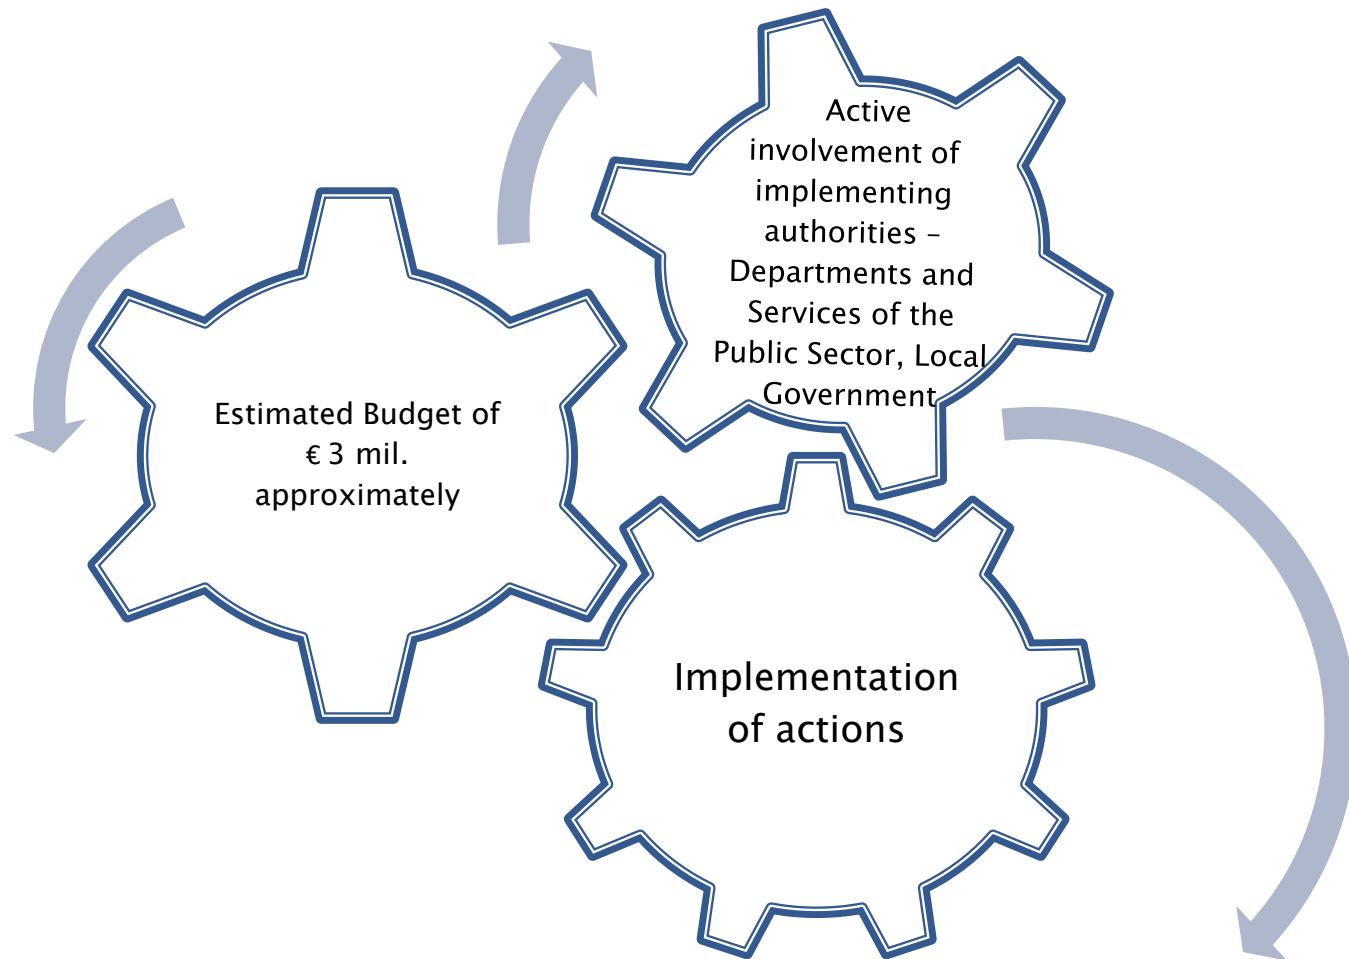 Active
involvement of
implementing
authorities –
Departments and
Services of the
Public Sector, Local
Government
Estimated Budget of
€ 3 mil.
approximately
Implementation
of actions